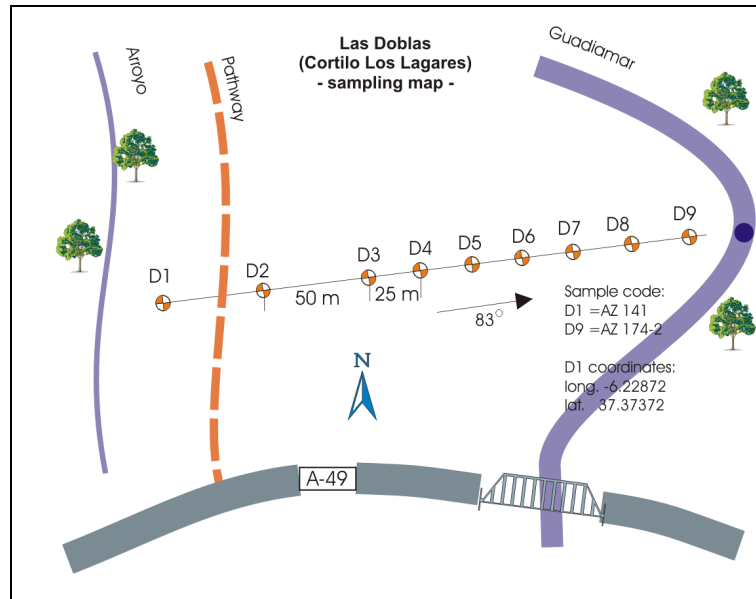 Las Doblas
(Cortilo Los Lagares)
- sampling map -
Arroyo
Pathway
Guadiamar
D1
D2
D3
D4
D5
D6
D7
D8
D9
50 m
25 m
83°
Sample code:
D1 =AZ 141
D9 =AZ 174-2
D1 coordinates:
long. -6.22872
lat. 37.37372
N
A-49